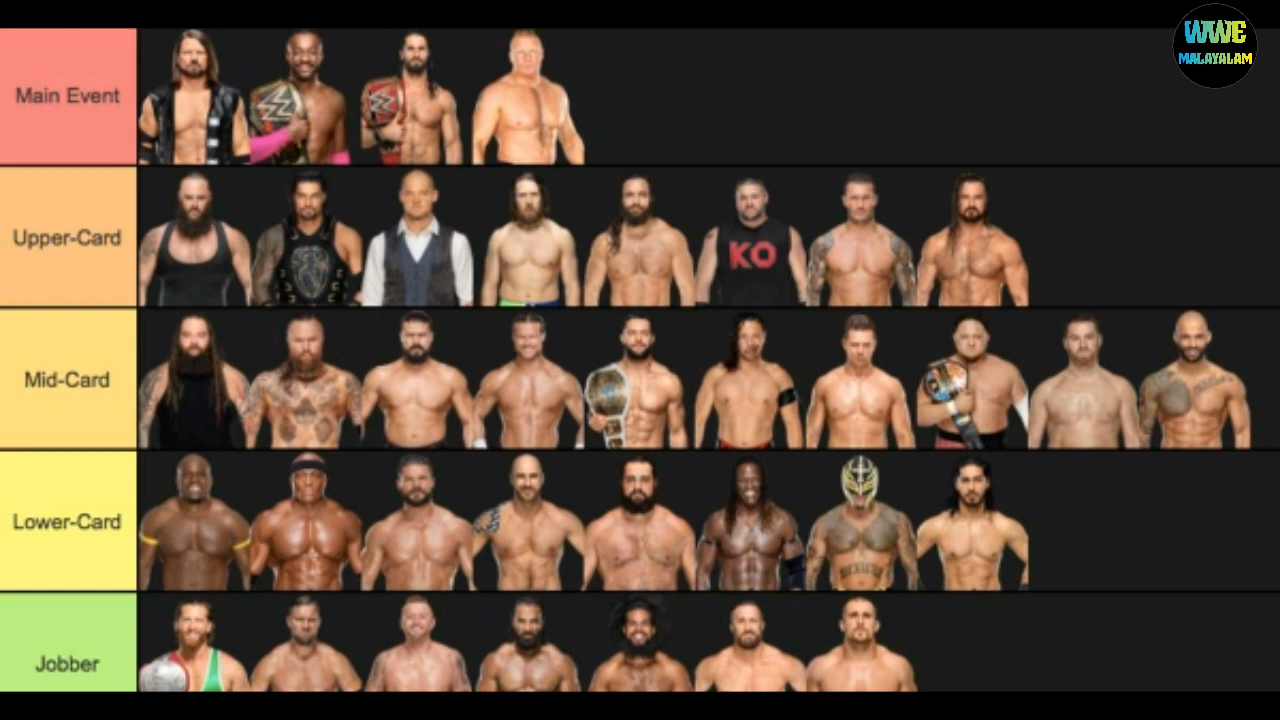 WWE
MALAYALAM
Main Event
Upper-Card
KO
Mid-Card
Lower-Card
Jobber